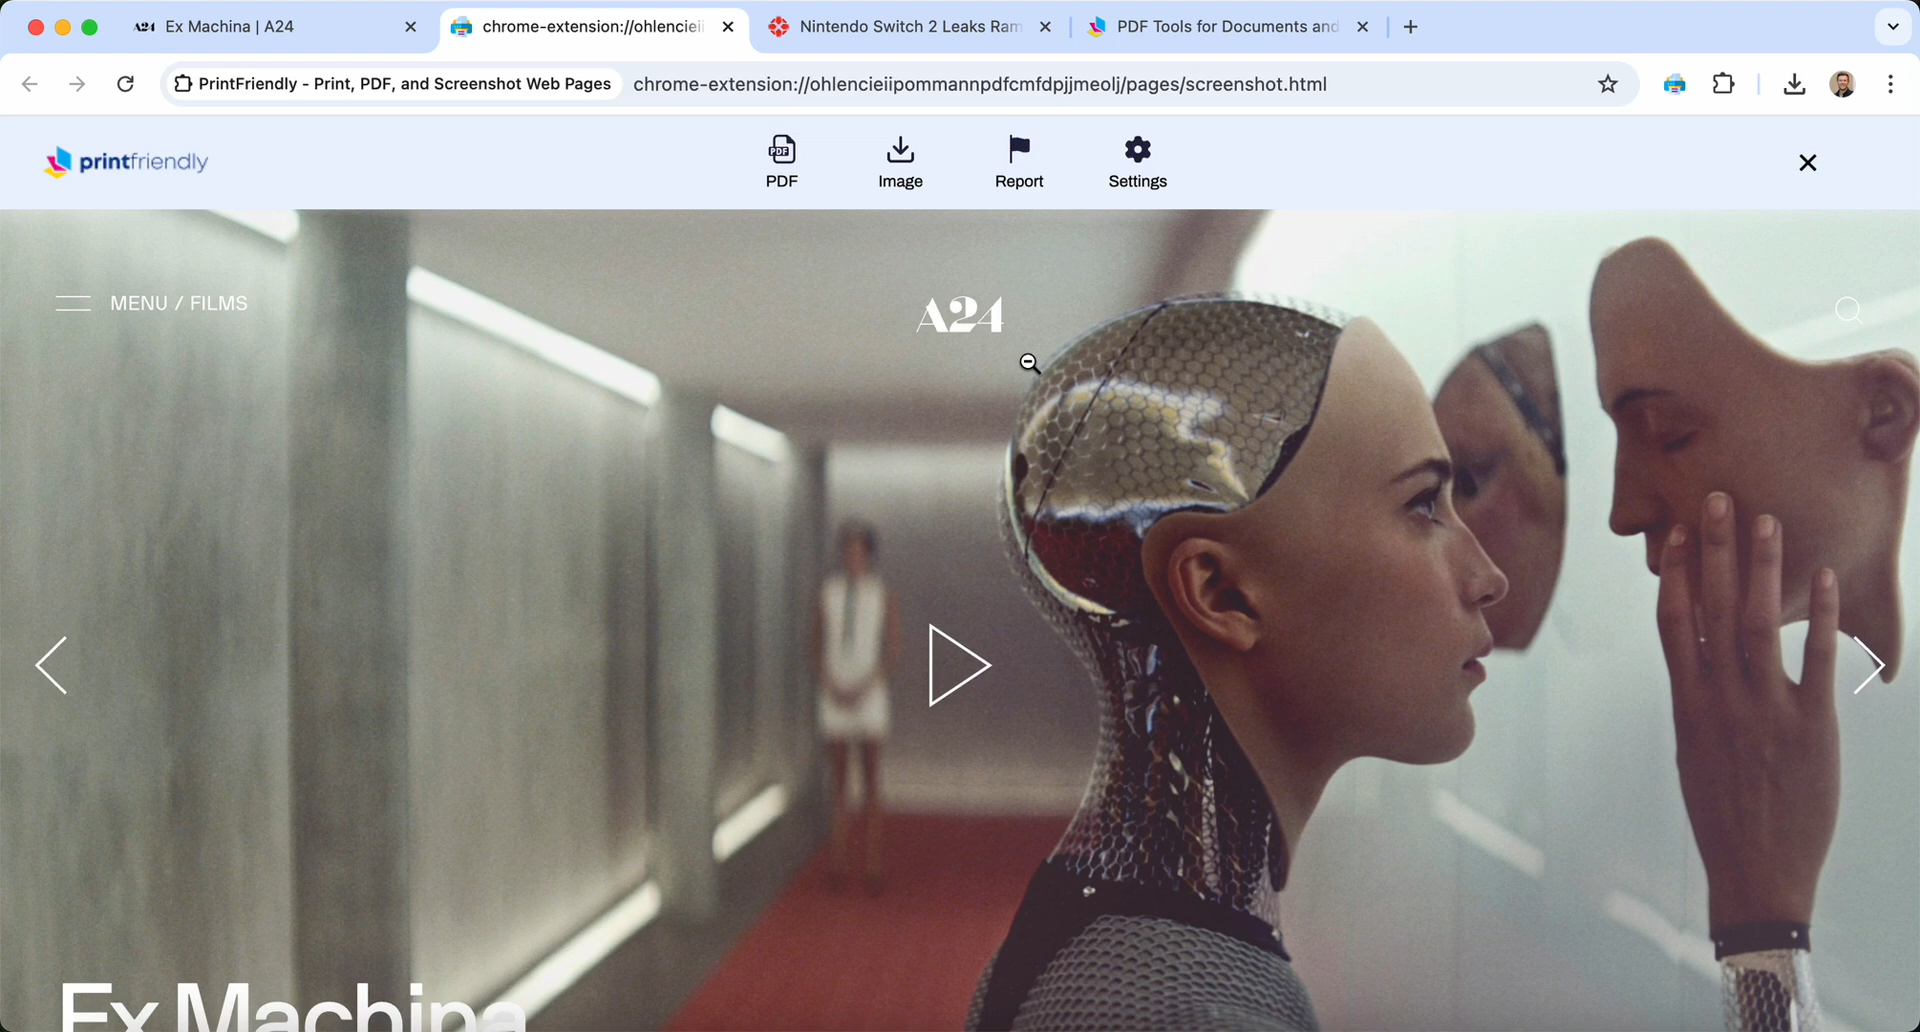 A24 Ex Machina | A24
chrome-extension://ohlencieii
Nintendo Switch 2 Leaks Ram
PDF Tools for Documents and
PrintFriendly - Print, PDF, and Screenshot Web Pages
chrome-extension://ohlencieiipommannpdfcmfdpjjmeolj/pages/screenshot.html
printfriendly
PDF
PDF
Image
Report
Settings
MENU / FILMS
A24
Ex Machina